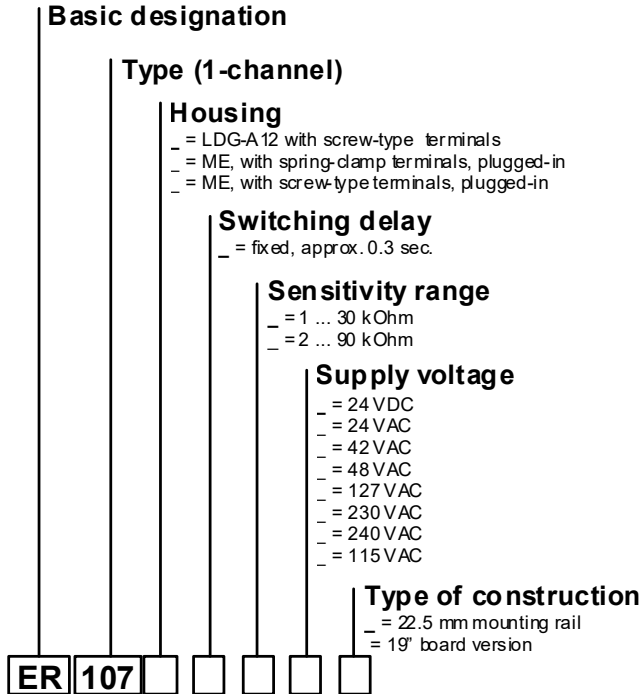 Basic designation
Type (1-channel)
Housing
_ = LDG-A12 with screw-type terminals
_ = ME, with spring-clamp terminals, plugged-in
_ = ME, with screw-type terminals, plugged-in
Switching delay
_ = fixed, approx. 0.3 sec.
Sensitivity range
_ = 1 ... 30 kOhm
_ = 2 ... 90 kOhm
Supply voltage
_ = 24 VDC
_ = 24 VAC
_ = 42 VAC
_ = 48 VAC
_ = 127 VAC
_ = 230 VAC
_ = 240 VAC
_ = 115 VAC
Type of construction
_ = 22.5 mm mounting rail
= 19" board version
ER 107